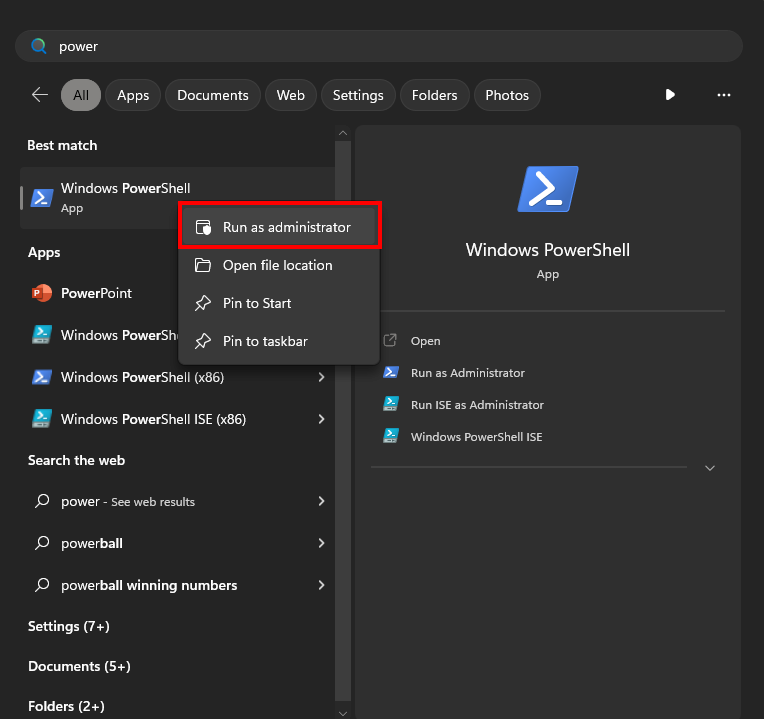 power
All
Apps
Documents
Web
Settings
Folders
Photos
Best match
Windows PowerShell
App
Run as administrator
Open file location
Pin to Start
Pin to taskbar
Apps
PowerPoint
Windows PowerSh
Windows PowerShell (x86)
Windows PowerShell ISE (x86)
Search the web
power - See web results
powerball
powerball winning numbers
Settings (7+)
Documents (5+)
Folders (2+)
Windows PowerShell
App
Open
Run as Administrator
Run ISE as Administrator
Windows PowerShell ISE